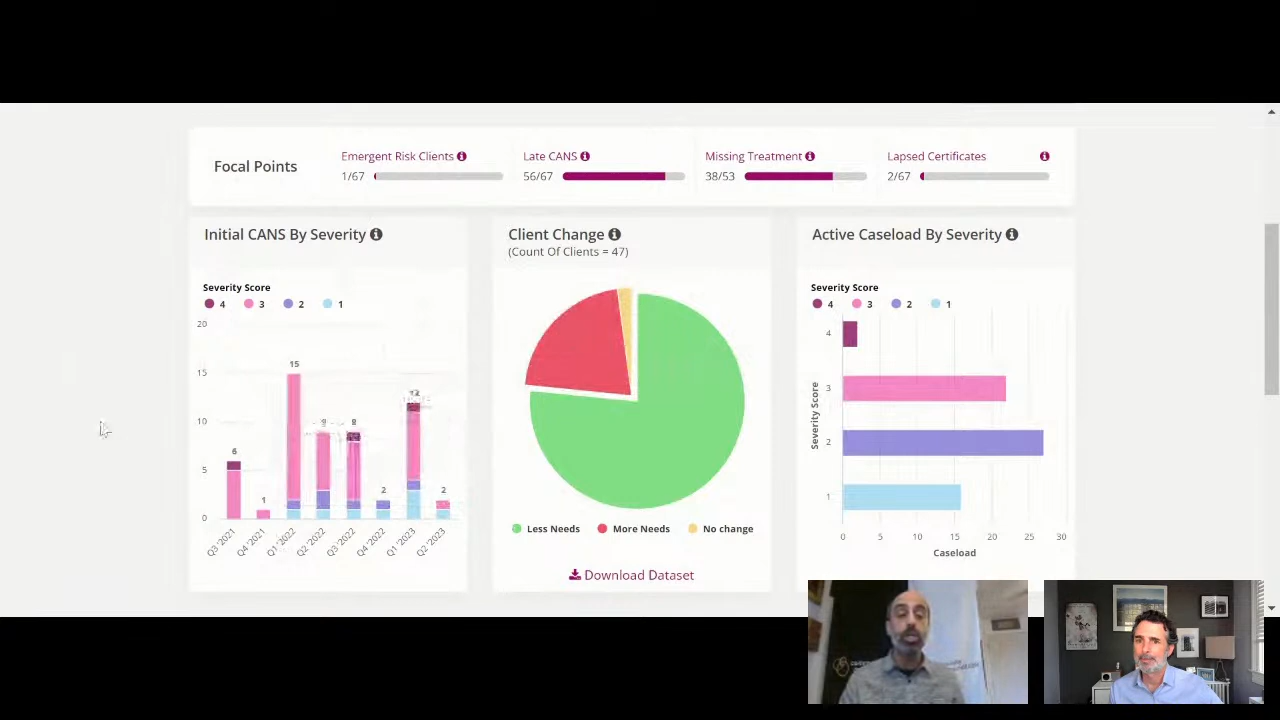 Focal Points
Emergent Risk Clients
1/67
Late CANS
56/67
Missing Treatment
38/53
Lapsed Certificates
2/67
Initial CANS By Severity
Severity Score
4 3 2 1
20
15
10
5
0
6
1
15
2
2
Q3 '2021
Q4 '2021
Q1 '2022
Q2 '2022
Q3 '2022
Q4 '2022
Q1 '2023
Q2 '2023
Client Change
(Count Of Clients = 47)
Less Needs
More Needs
No change
Download Dataset
Active Caseload By Severity
Severity Score
4 3 2 1
Severity Score
4
3
2
1
0 5 10 15 20 25 30
Caseload